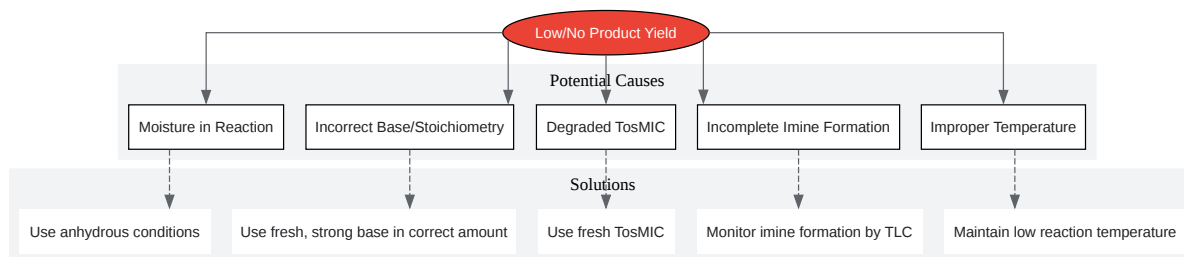 Low/No Product Yield
Potential Causes
Moisture in Reaction
Incorrect Base/Stoichiometry
Degraded TosMIC
Incomplete Imine Formation
Improper Temperature
Solutions
Use anhydrous conditions
Use fresh, strong base in correct amount
Use fresh TosMIC
Monitor imine formation by TLC
Maintain low reaction temperature